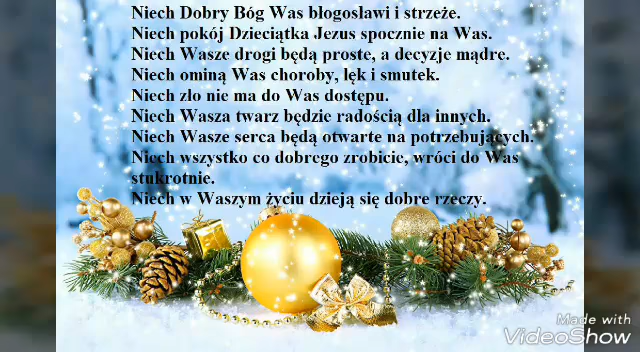 Niech Dobry Bóg Was błogosławi i strzeże.
Niech pokój Dzieciątka Jezus spocznie na Was.
Niech Wasze drogi będą proste, a decyzje mądre.
Niech ominą Was choroby, lęk i smutek.
Niech zło nie ma do Was dostępu.
Niech Wasza twarz będzie radością dla innych.
Niech Wasze serca będą otwarte na potrzebujących.
Niech wszystko co dobrego zrobicie, wróci do Was
stukrotnie.
Niech w Waszym życiu dzieją się dobre rzeczy.
Made with
VideoShow